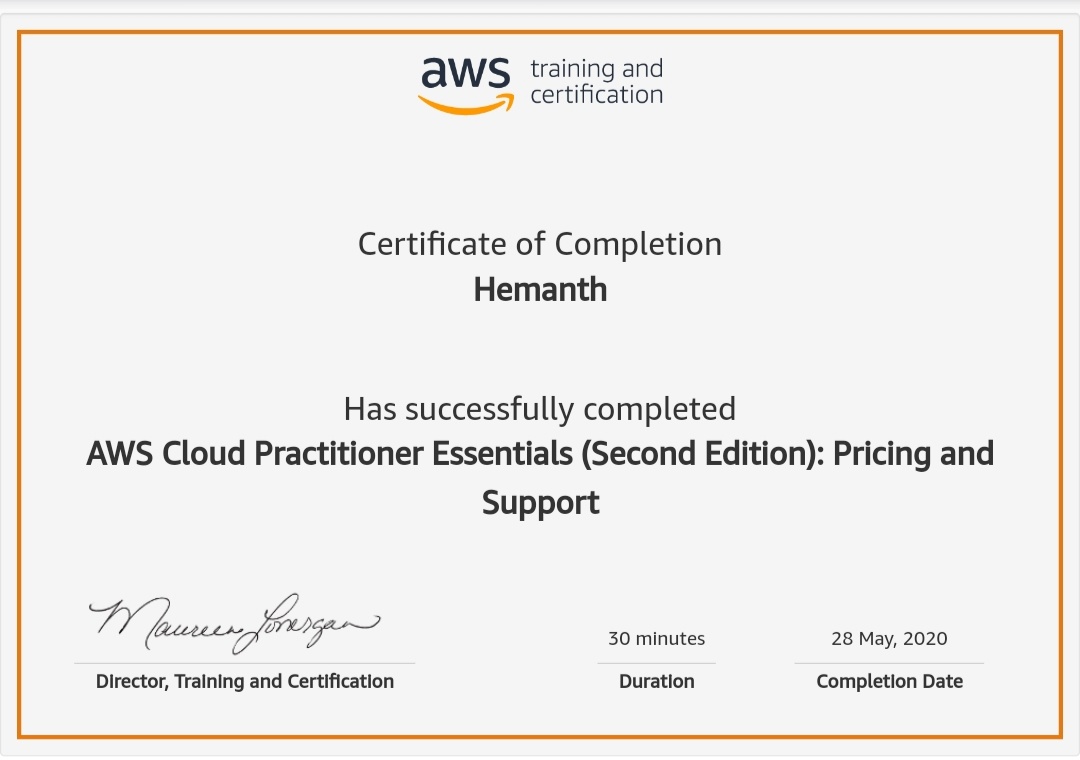 aws training and
certification
Certificate of Completion
Hemanth
Has successfully completed
AWS Cloud Practitioner Essentials (Second Edition): Pricing and
Support
Maureen Lonergan
30 minutes
28 May, 2020
Director, Training and Certification
Duration
Completion Date